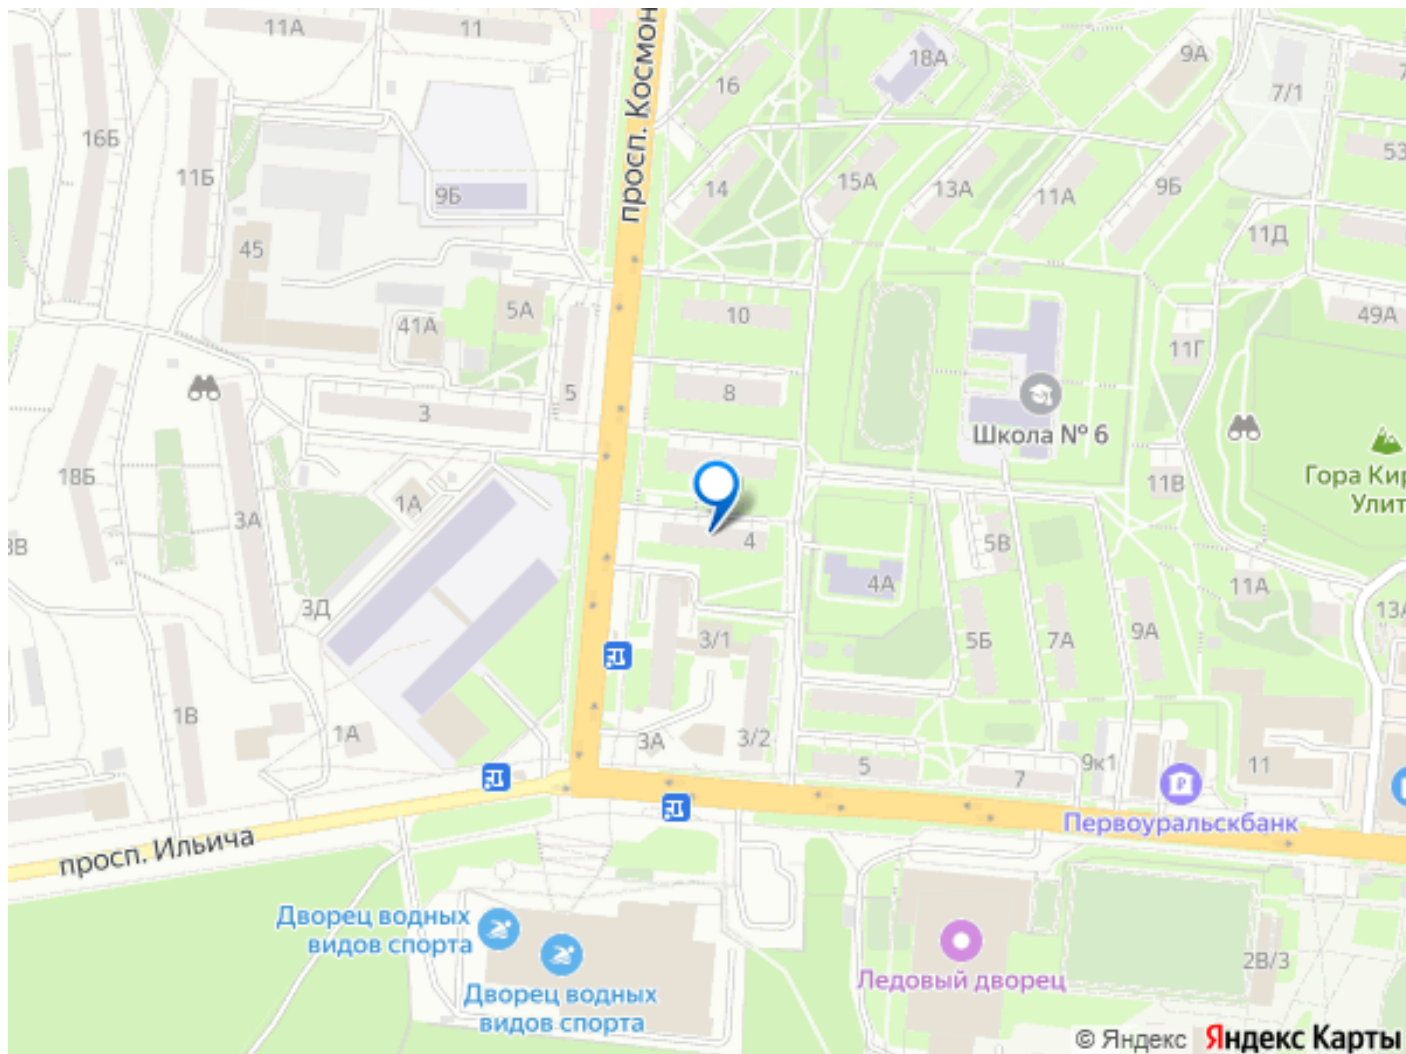 11А
11
просп. Космон
18А
9А
16
7/1
16Б
53
11Б
9Б
14
15А
13А
11А
9Б
45
11Д
5А
10
41А
49А
11Г
5
8
3
Школа № 6
Гора Кир
Улит
18Б
1А
11В
3А
4
5В
3В
4А
11А
3Д
13А
3/1
5Б
7А
9А
1В
1А
3А
3/2
5
7
9к1
11
Первоуральскбанк
просп. Ильича
Дворец водных
видов спорта
Ледовый дворец
2В/3
Дворец водных
видов спорта
© Яндекс Яндекс Карты